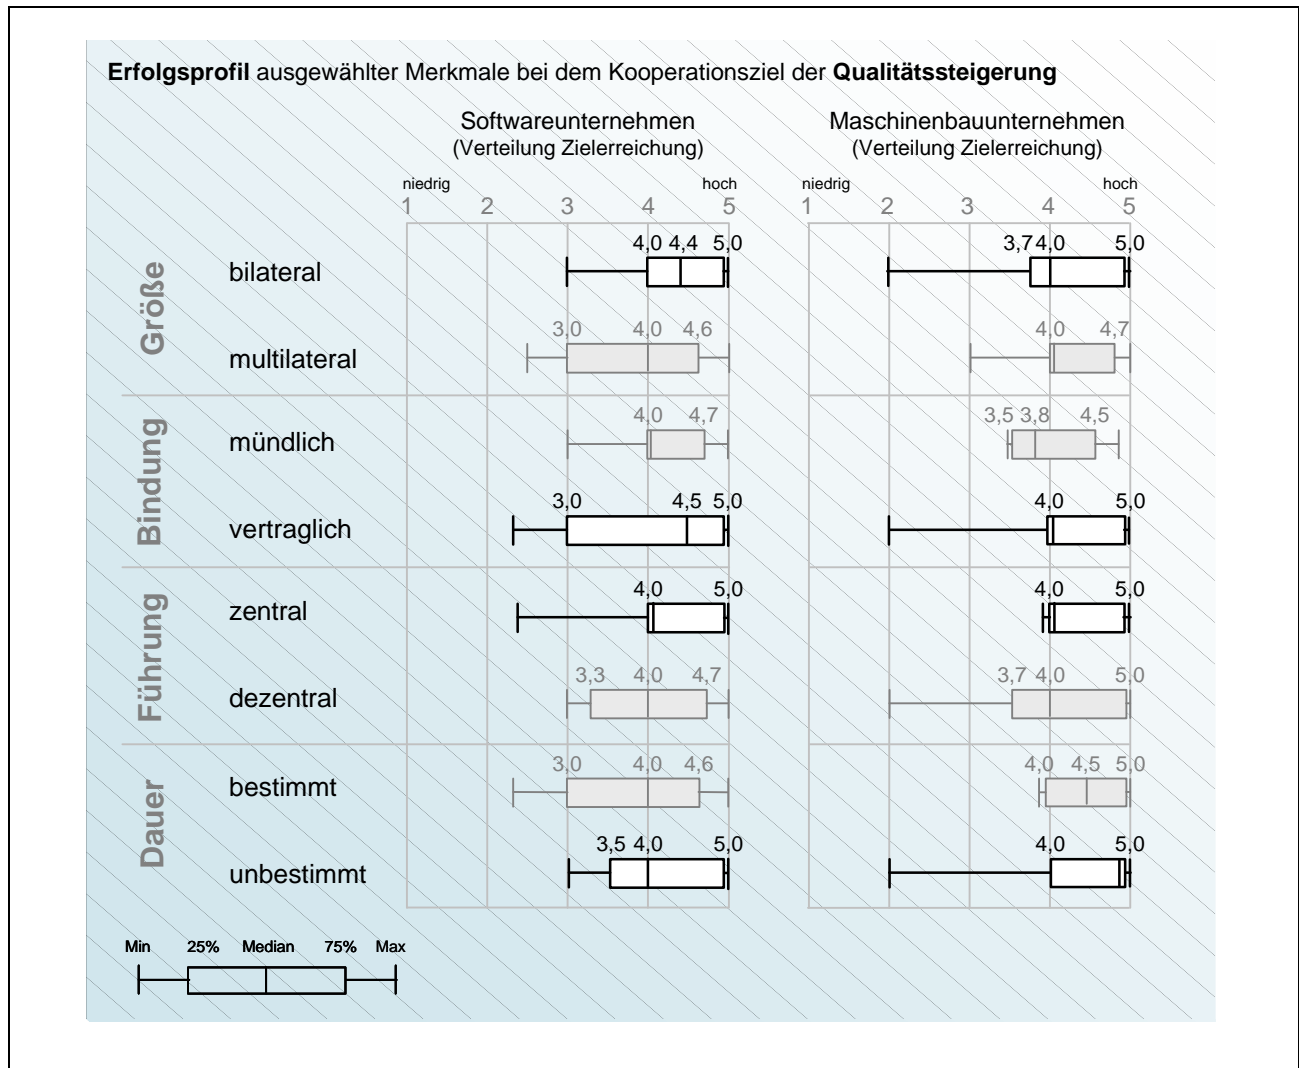 Erfolgsprofil ausgewählter Merkmale bei dem Kooperationsziel der Qualitätssteigerung
Softwareunternehmen Maschinenbauunternehmen
(Verteilung Zielerreichung) (Verteilung Zielerreichung)
niedrig hoch niedrig hoch
1 2 3 4 5 1 2 3 4 5
Größe
4,0 4,4 5,0 3,7 4,0 5,0
bilateral
3,0 4,0 4,6 4,0 4,7
multilateral
Bindung
4,0 4,7 3,5 3,8 4,5
mündlich
3,0 4,5 5,0 4,0 5,0
vertraglich
Führung
4,0 5,0 4,0 5,0
zentral
3,3 4,0 4,7 3,7 4,0 5,0
dezentral
Dauer
3,0 4,0 4,6 4,0 4,5 5,0
bestimmt
3,5 4,0 5,0 4,0 5,0
unbestimmt
Min 25% Median 75% Max